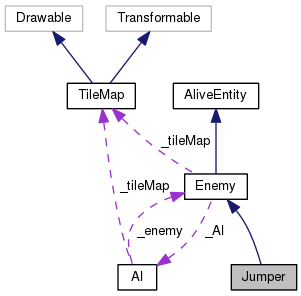 Drawable
Transformable
TileMap
AliveEntity
_tileMap
_tileMap
Enemy
_enemy
_AI
AI
Jumper